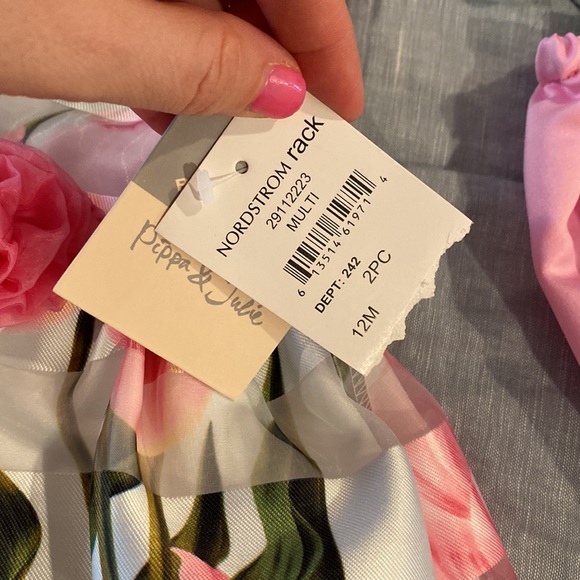 NORDSTROM rack
29112223
MULTI
6 13514 61971 4
DEPT: 242
2PC
12M
Pippa & Julie